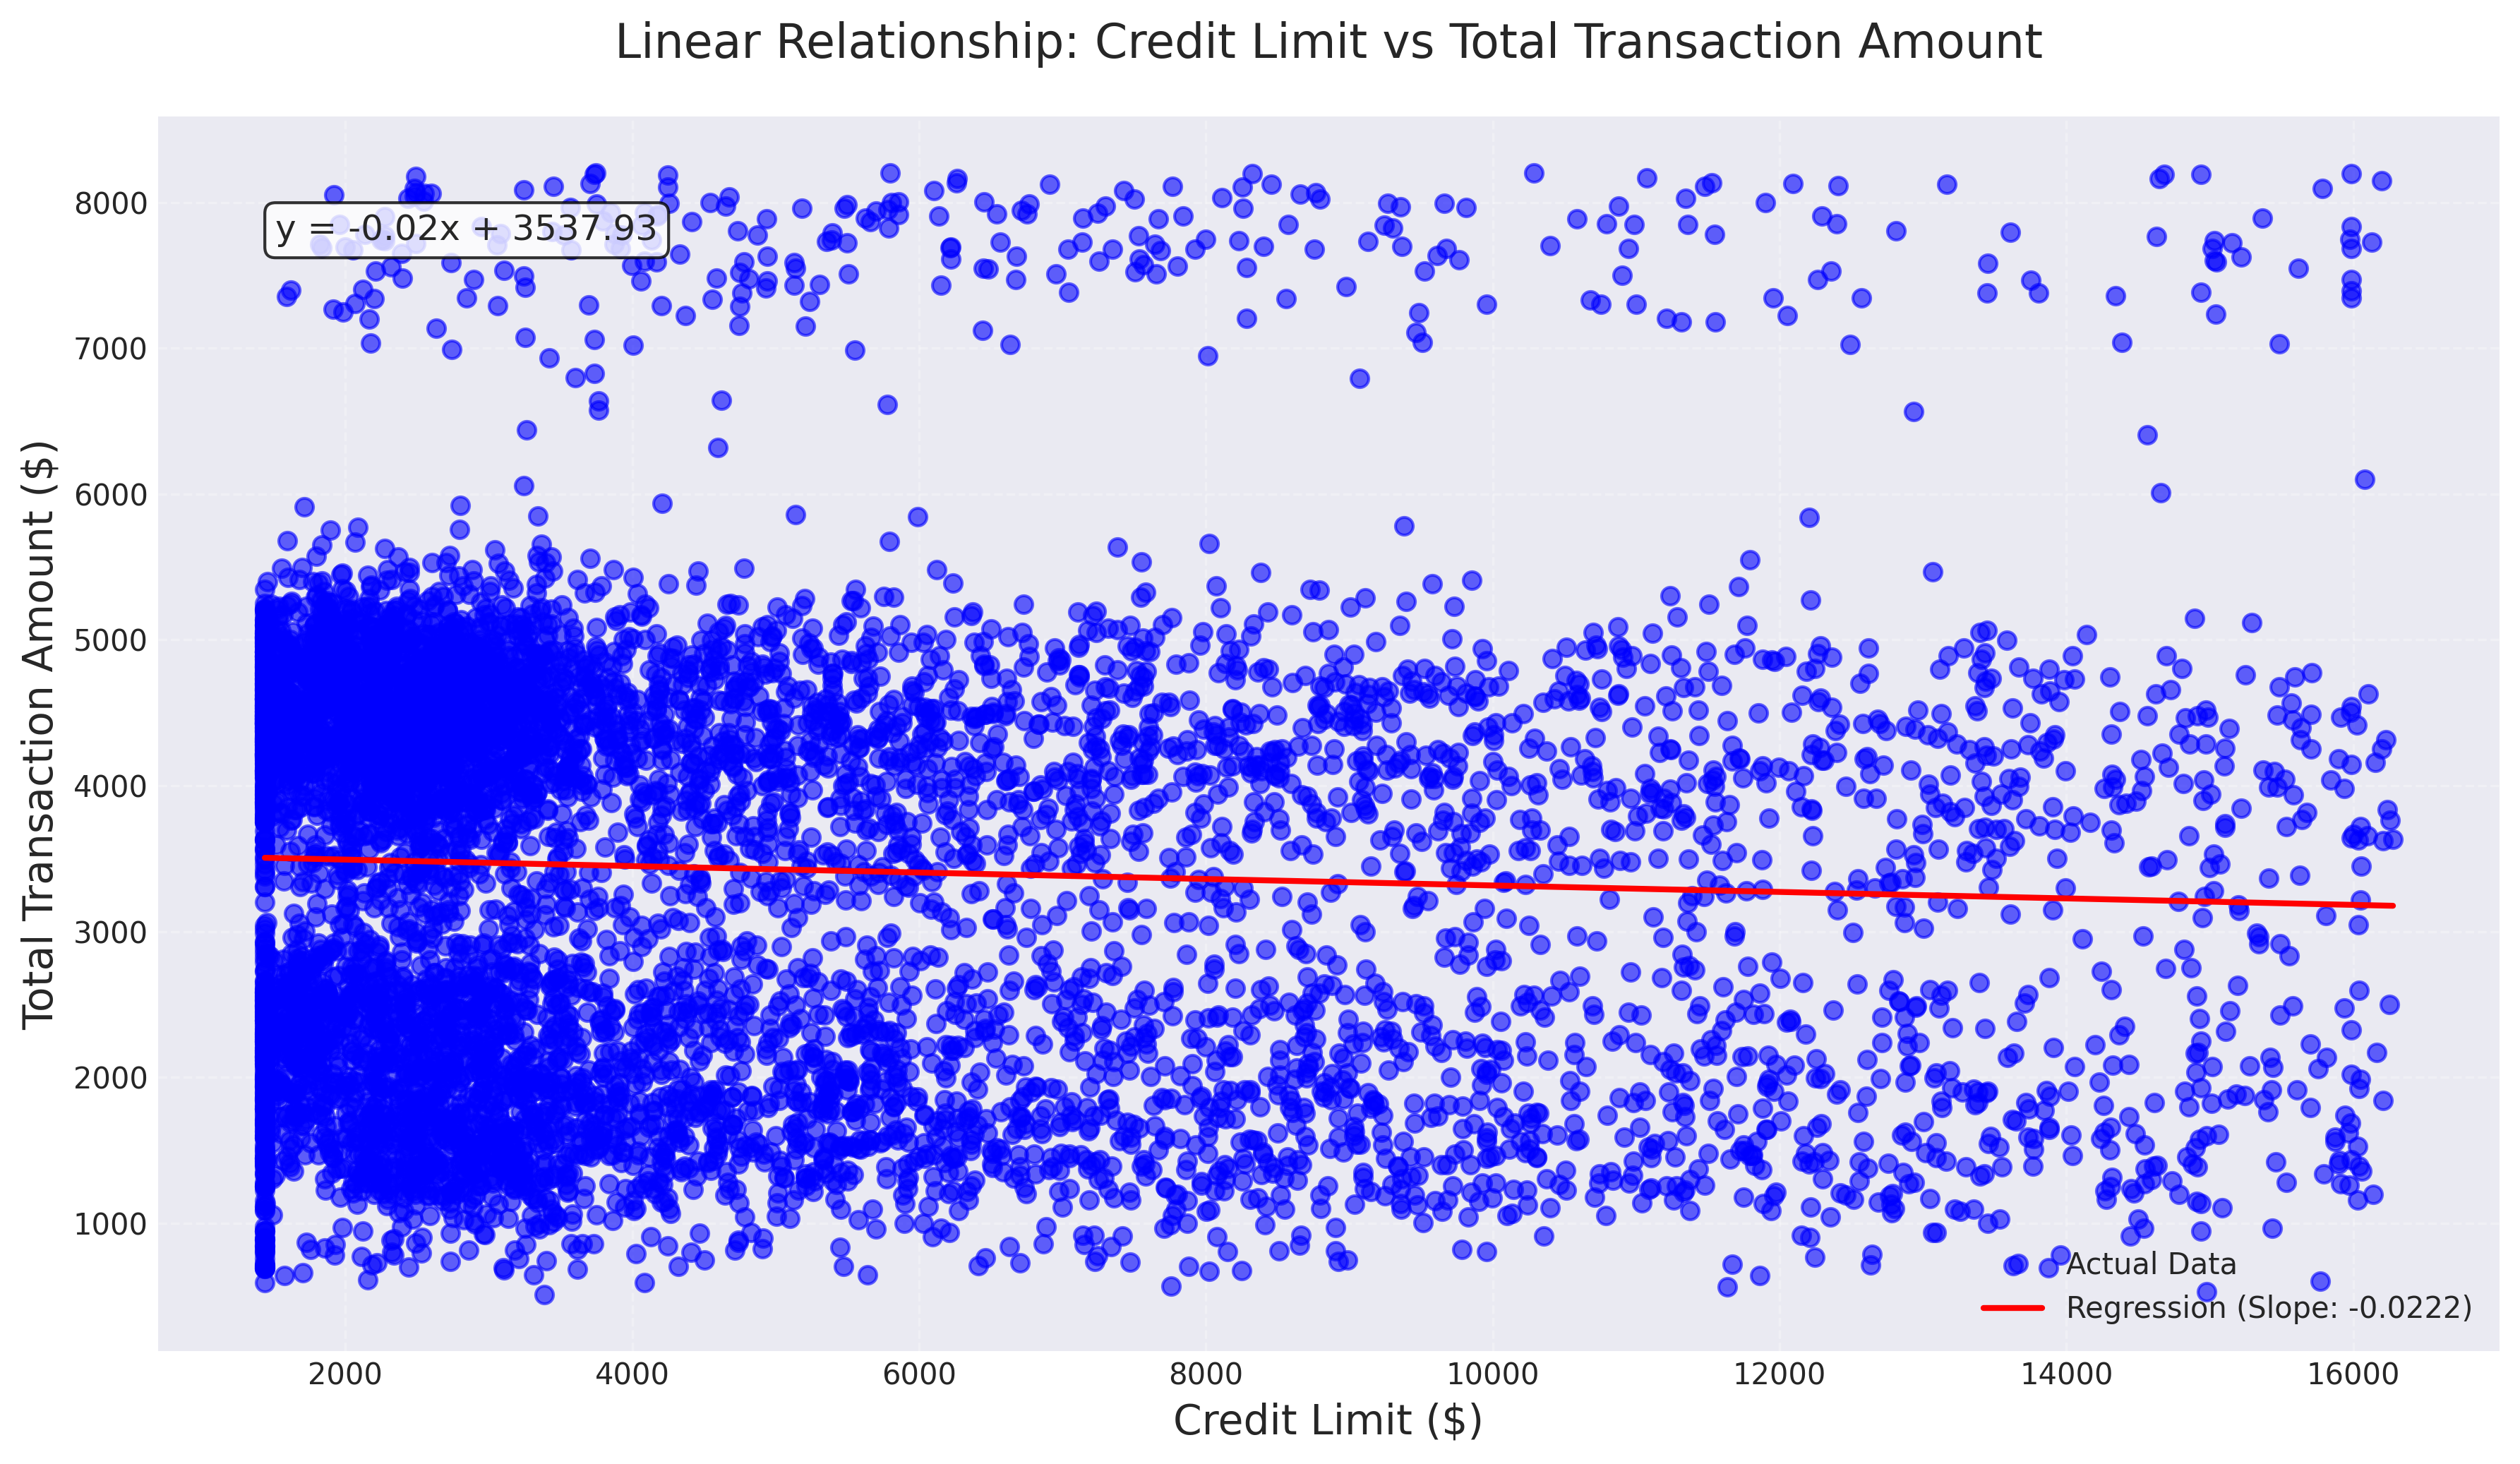 Linear Relationship: Credit Limit vs Total Transaction Amount
y = -0.02x + 3537.93
Total Transaction Amount ($)
8000
7000
6000
5000
4000
3000
2000
1000
Actual Data
Regression (Slope: -0.0222)
2000 4000 6000 8000 10000 12000 14000 16000
Credit Limit ($)